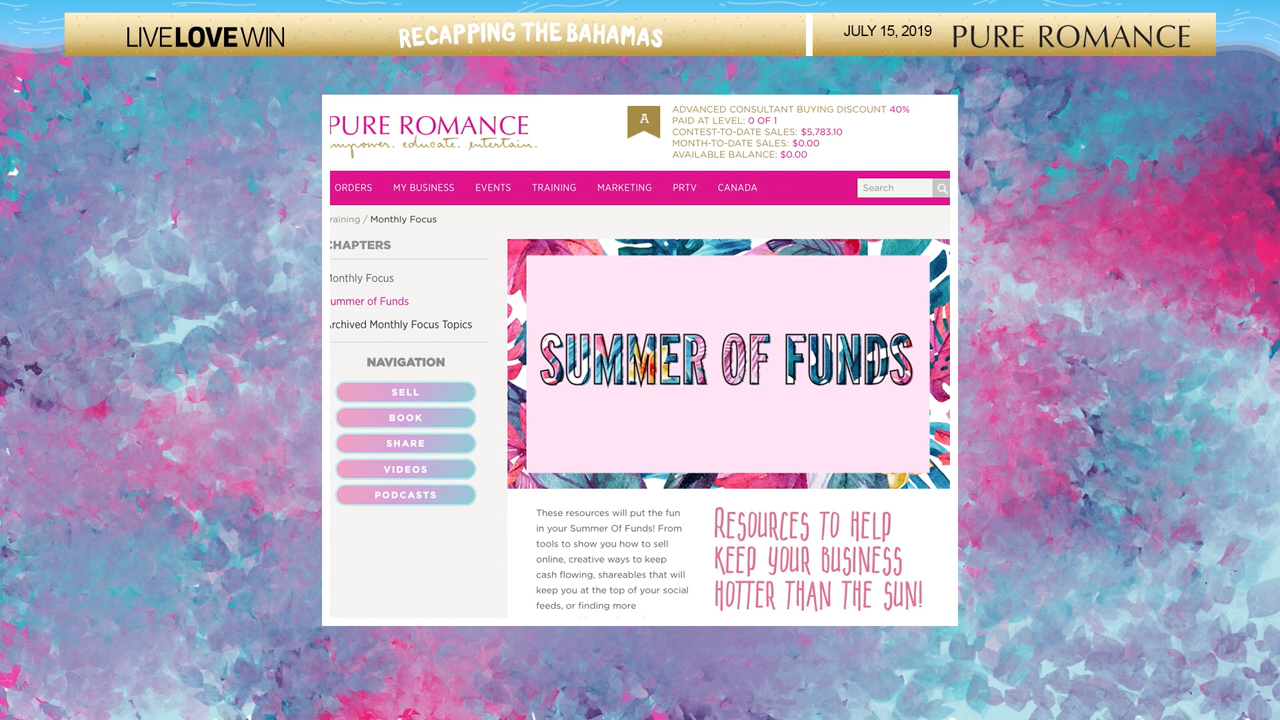 LIVELOVEWIN
RECAPPING THE BAHAMAS
JULY 15, 2019
PURE ROMANCE
PURE ROMANCE
mpower. educate. entertain.
A
ADVANCED CONSULTANT BUYING DISCOUNT 40%
PAID AT LEVEL: 0 OF 1
CONTEST-TO-DATE SALES: $5,783.10
MONTH-TO-DATE SALES: $0.00
AVAILABLE BALANCE: $0.00
ORDERS MY BUSINESS EVENTS TRAINING MARKETING PRTV CANADA
Search
raining / Monthly Focus
CHAPTERS
Monthly Focus
ummer of Funds
Archived Monthly Focus Topics
NAVIGATION
SELL
BOOK
SHARE
VIDEOS
PODCASTS
SUMMER OF FUNDS
These resources will put the fun
in your Summer Of Funds! From
tools to show you how to sell
online, creative ways to keep
cash flowing, shareables that will
keep you at the top of your social
feeds, or finding more
RESOURCES TO HELP
KEEP YOUR BUSINESS
HOTTER THAN THE SUN!